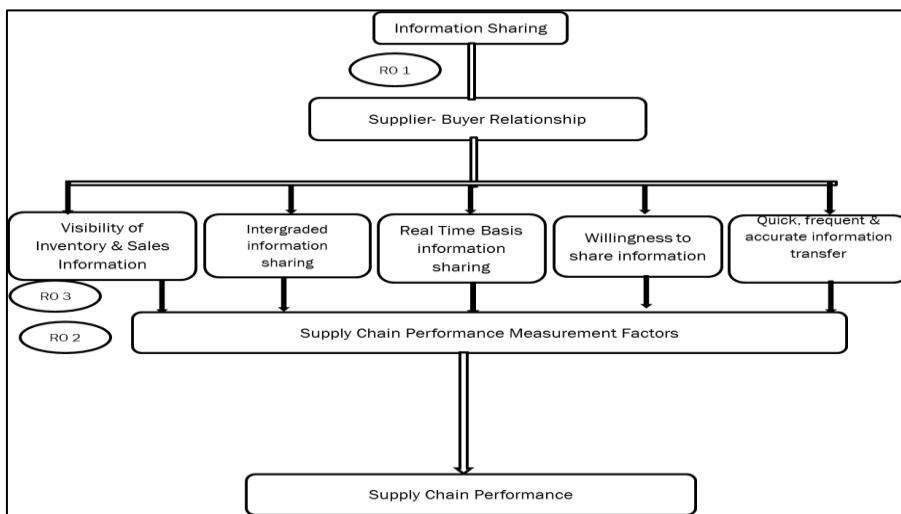 Information Sharing
RO 1
Supplier- Buyer Relationship
Visibility of
Inventory & Sales
Information
Intergraded
information
sharing
Real Time Basis
information
sharing
Willingness to
share information
Quick, frequent &
accurate information
transfer
RO 3
RO 2
Supply Chain Performance Measurement Factors
Supply Chain Performance